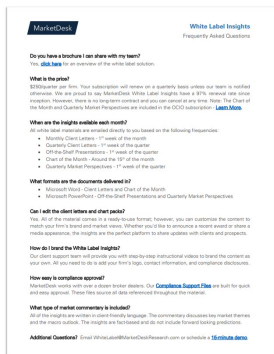 MarketDesk
White Label Insights
Frequently Asked Questions
Do you have a brochure I can share with my team?
Yes, click here for an overview of the white label solution.
What is the price?
$250/quarter per firm. Your subscription will renew on a quarterly basis unless our team is notified
otherwise. We are proud to say MarketDesk White Label Insights have a 97% renewal rate since
inception. However, there is no long-term contract and you can cancel at any time. Note: The Chart of
the Month and Quarterly Market Perspectives are included in the OCIO subscription - Learn More.
When are the insights available each month?
All white label materials are emailed directly to you based on the following frequencies.
• Monthly Client Letters - 1st week of the month
• Quarterly Client Letters - 1st week of the quarter
• Off-the-Shelf Presentations - 1st week of the quarter
• Chart of the Month - Around the 15th of the month
• Quarterly Market Perspectives - 1st week of the quarter
What formats are the documents delivered in?
• Microsoft Word - Client Letters and Chart of the Month
• Microsoft PowerPoint - Off-the-Shelf Presentations and Quarterly Market Perspectives
Can I edit the client letters and chart packs?
Yes. All of the material comes in a ready-to-use format; however, you can customize the content to
match your firm's brand and market views. Whether you'd like to announce a recent award or share a
media appearance, the insights are the perfect platform to share updates with clients and prospects.
How do I brand the White Label Insights?
Our client support team will provide you with step-by-step instructional videos to brand the content as
your own. All you need to do is add your firm's logo, contact information, and compliance disclosures.
How easy is compliance approval?
MarketDesk works with over a dozen broker dealers. Our Compliance Support Files are built for quick
and easy approval. These files source all data referenced throughout the material.
What type of market commentary is included?
All of the insights are written in client-friendly language. The commentary discusses key market themes
and the macro outlook. The insights are fact-based and do not include forward looking predictions.
Additional Questions? Email WhiteLabel@MarketDeskResearch.com or schedule a 15-minute demo.